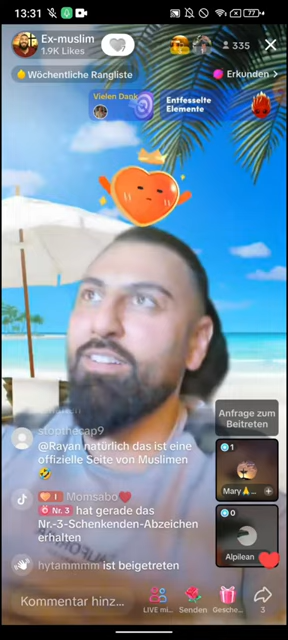 13:31
77
Ex-muslim
1.9K Likes
335
Wöchentliche Rangliste
Erkunden >
Vielen Dank
Entfesselte
Elemente
Anfrage zum
Beitreten
stopthecap9
@Rayan natürlich das ist eine
offizielle Seite von Muslimen
🤣
1
Mary🙏... +
Momsabo❤️
Nr. 3 hat gerade das
Nr.-3-Schenkenden-Abzeichen
erhalten
0
Alpilean
hytammmm ist beigetreten
Kommentar hinz...
LIVE mi...
Senden
Gesche...
3